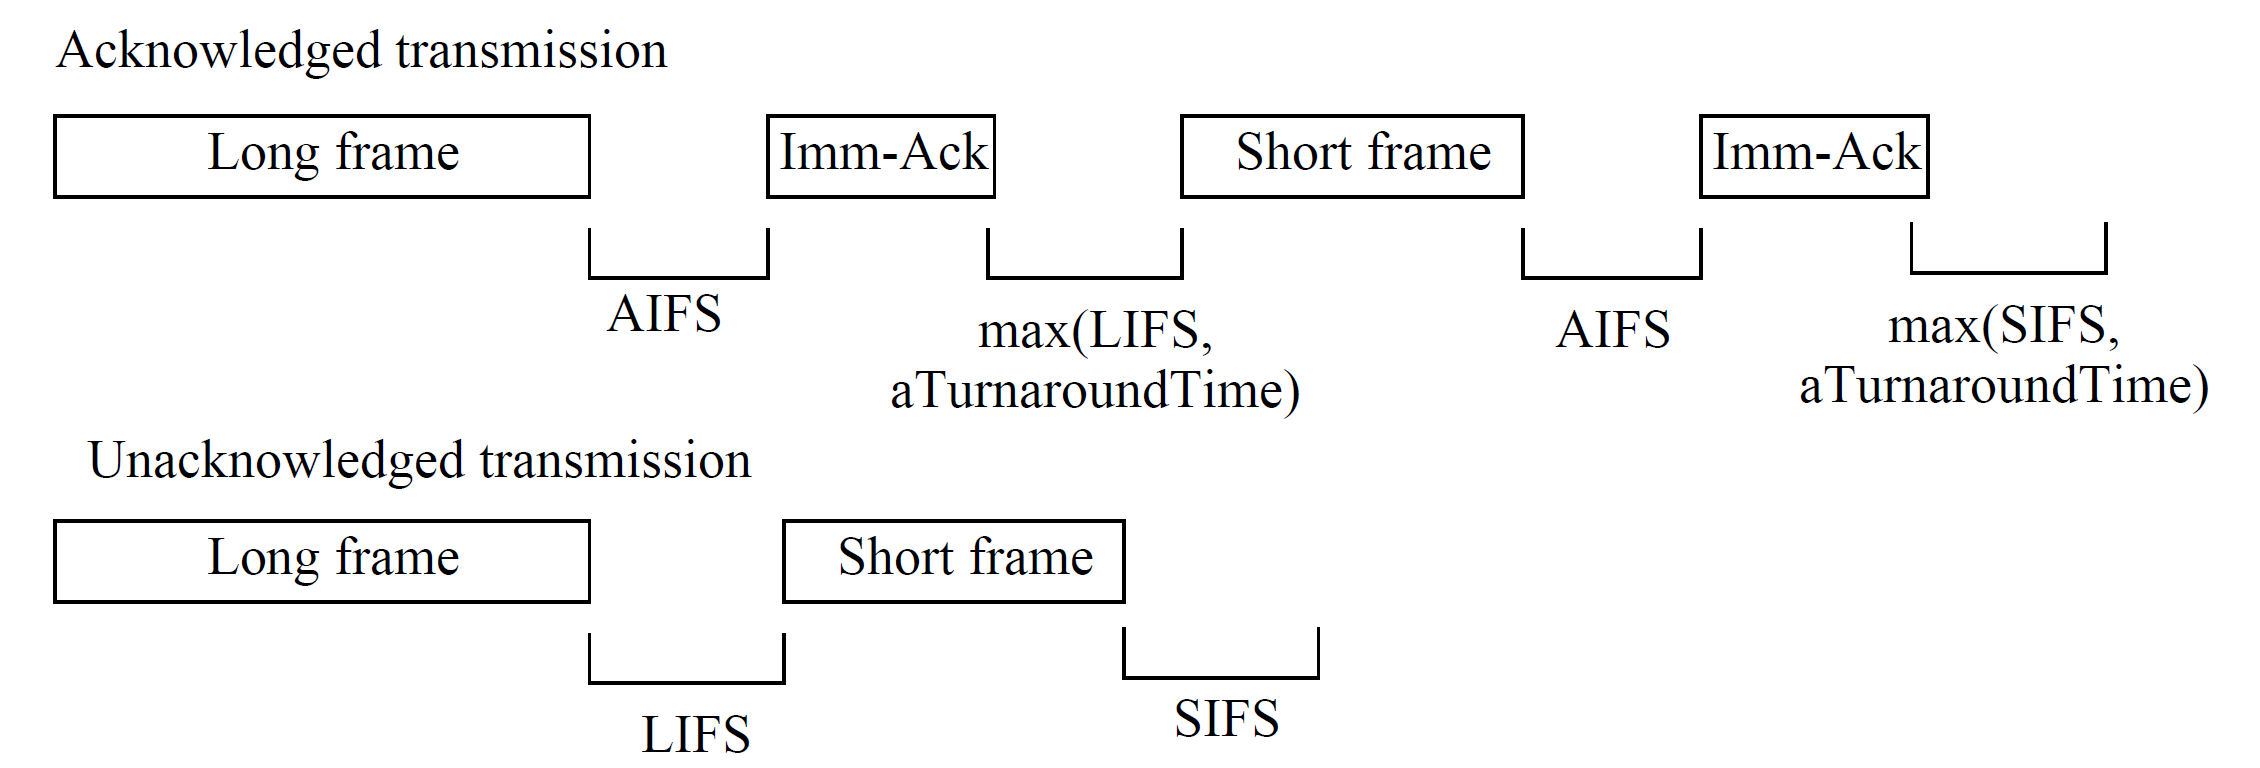 Acknowledged transmission
Long frame
Imm-Ack
Short frame
Imm-Ack
AIFS
max(LIFS,
aTurnaroundTime)
AIFS
max(SIFS,
aTurnaroundTime)
Unacknowledged transmission
Long frame
Short frame
LIFS
SIFS